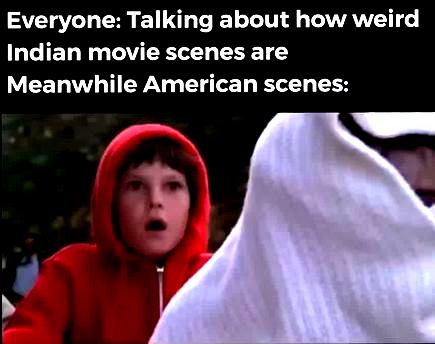 Everyone: Talking about how weird
Indian movie scenes are
Meanwhile American scenes: